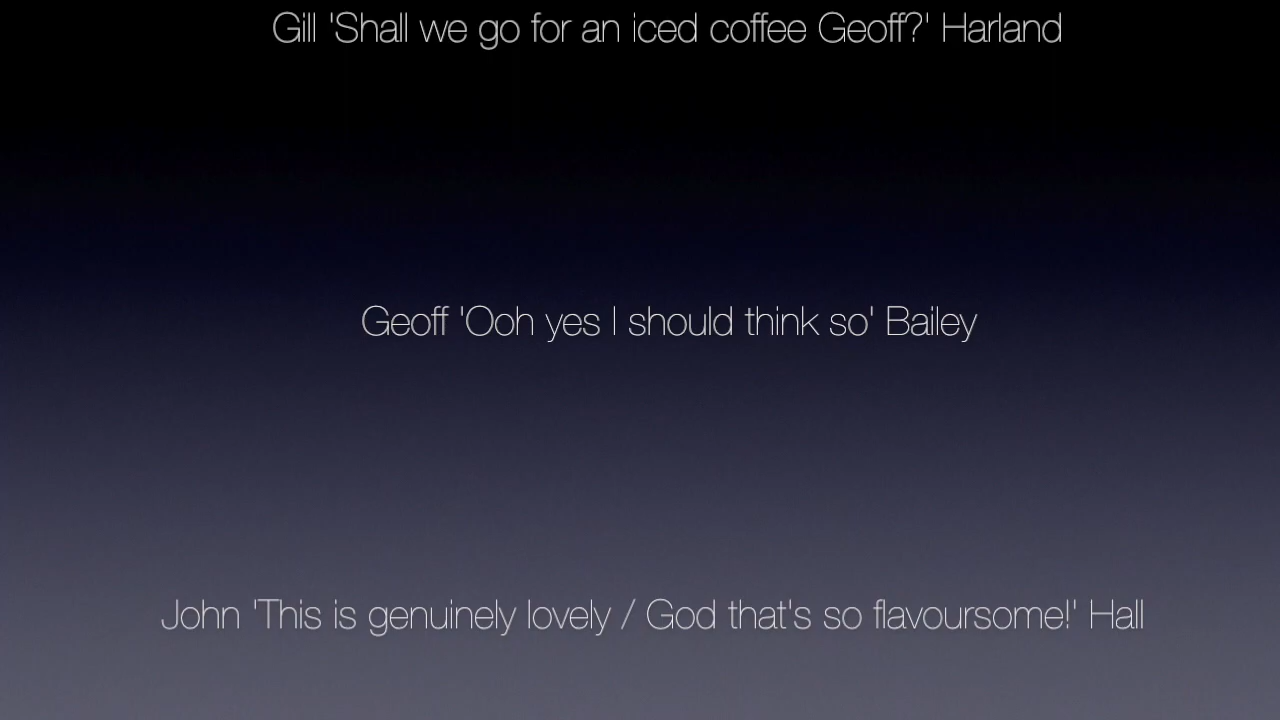 Gill 'Shall we go for an iced coffee Geoff?' Harland
Geoff 'Ooh yes I should think so' Bailey
John 'This is genuinely lovely / God that's so flavoursome!' Hall